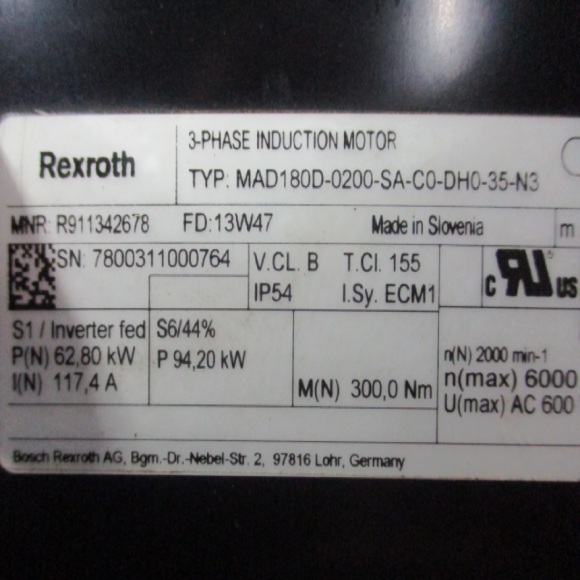 Rexroth
3-PHASE INDUCTION MOTOR
TYP: MAD180D-0200-SA-C0-DH0-35-N3
MNR: R911342678 FD:13W47 Made in Slovenia m
SN: 7800311000764
V.CL. B T.Cl. 155
IP54 I.Sy. ECM1
c RU US
S1 / Inverter fed
P(N) 62,80 kW
I(N) 117,4 A
S6/44%
P 94,20 kW
M(N) 300,0 Nm
n(N) 2000 min-1
n(max) 6000
U(max) AC 600
Bosch Rexroth AG, Bgm.-Dr.-Nebel-Str. 2, 97816 Lohr, Germany